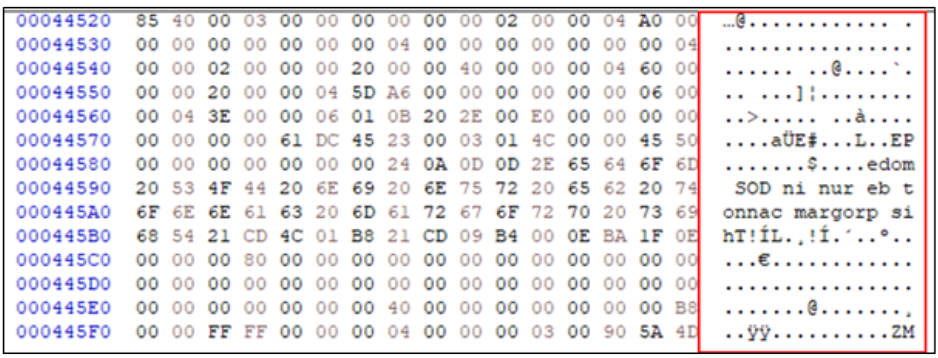 00044520 85 40 00 03 00 00 00 00 00 00 02 00 00 04 A0 00 …@............ .
00044530 00 00 00 00 00 00 00 04 00 00 00 00 00 00 00 04 ................
00044540 00 00 02 00 00 00 20 00 00 40 00 00 00 04 60 00 ...... ..@....`.
00044550 00 00 20 00 00 04 5D A6 00 00 00 00 00 00 06 00 .. ...]¦........
00044560 00 04 3E 00 00 06 01 0B 20 2E 00 E0 00 00 00 00 ..>..... ..à....
00044570 00 00 00 00 61 DC 45 23 00 03 01 4C 00 00 45 50 ....aÜE#...L..EP
00044580 00 00 00 00 00 00 00 24 0A 0D 0D 2E 65 64 6F 6D .......$....edom
00044590 20 53 4F 44 20 6E 69 20 6E 75 72 20 65 62 20 74 SOD ni nur eb t
000445A0 6F 6E 6E 61 63 20 6D 61 72 67 6F 72 70 20 73 69 onnac margorp si
000445B0 68 54 21 CD 4C 01 B8 21 CD 09 B4 00 0E BA 1F 0E hT!ÍL.¸!Í.´..º..
000445C0 00 00 00 80 00 00 00 00 00 00 00 00 00 00 00 00 ...€............
000445D0 00 00 00 00 00 00 00 00 00 00 00 00 00 00 00 00 ................
000445E0 00 00 00 00 00 00 00 40 00 00 00 00 00 00 00 B8 .......@.......¸
000445F0 00 00 FF FF 00 00 00 04 00 00 00 03 00 90 5A 4D ..ÿÿ..........ZM